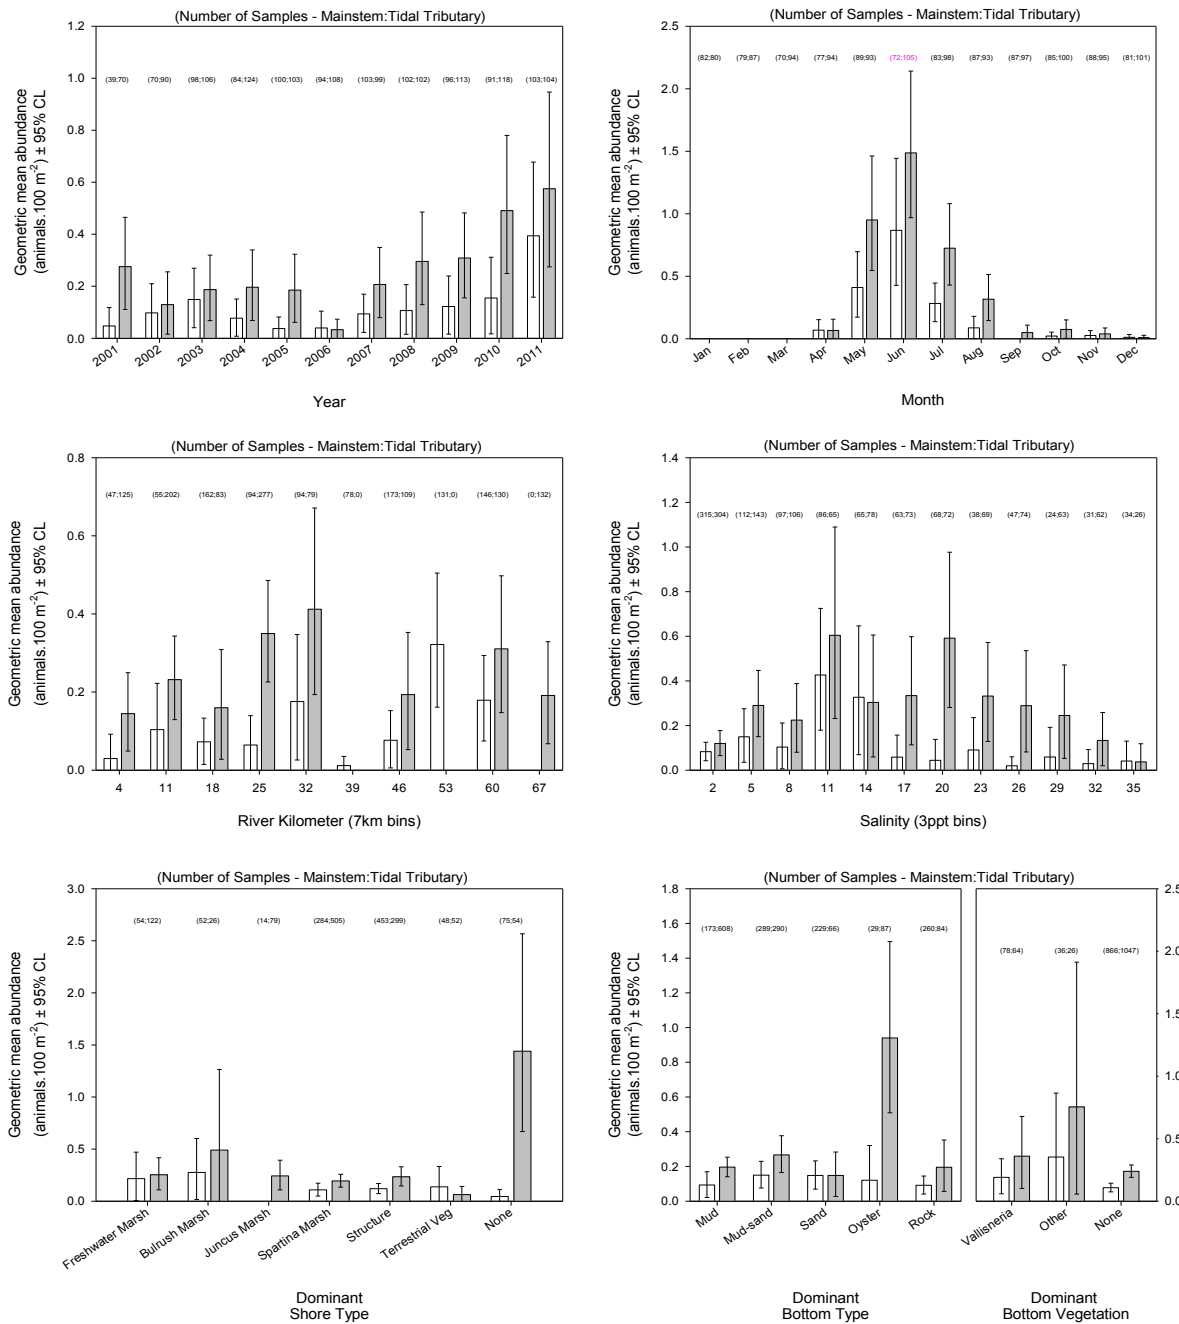 (Number of Samples - Mainstem:Tidal Tributary)
Geometric mean abundance
(animals.100 m-2) ± 95% CL
1.2
1.0
0.8
0.6
0.4
0.2
0.0
(39;70) (70;90) (98;106) (84;124) (100;103) (94;108) (103;99) (102;102) (96;113) (91;118) (103;104)
2001 2002 2003 2004 2005 2006 2007 2008 2009 2010 2011
Year
(Number of Samples - Mainstem:Tidal Tributary)
Geometric mean abundance
(animals.100 m-2) ± 95% CL
2.5
2.0
1.5
1.0
0.5
0.0
(82;80) (79;87) (70;94) (77;94) (89;93) (72;105) (83;98) (87;93) (87;97) (85;100) (88;95) (81;101)
Jan Feb Mar Apr May Jun Jul Aug Sep Oct Nov Dec
Month
(Number of Samples - Mainstem:Tidal Tributary)
Geometric mean abundance
(animals.100 m-2) ± 95% CL
0.8
0.6
0.4
0.2
0.0
(47;125) (55;202) (162;83) (94;277) (94;79) (78;0) (173;109) (131;0) (146;130) (0;132)
4 11 18 25 32 39 46 53 60 67
River Kilometer (7km bins)
(Number of Samples - Mainstem:Tidal Tributary)
Geometric mean abundance
(animals.100 m-2) ± 95% CL
1.4
1.2
1.0
0.8
0.6
0.4
0.2
0.0
(315;304) (112;143) (97;106) (86;65) (65;78) (63;73) (68;72) (38;69) (47;74) (24;63) (31;62) (34;26)
2 5 8 11 14 17 20 23 26 29 32 35
Salinity (3ppt bins)
(Number of Samples - Mainstem:Tidal Tributary)
Geometric mean abundance
(animals.100 m-2) ± 95% CL
3.0
2.5
2.0
1.5
1.0
0.5
0.0
(54;122) (52;26) (14;79) (284;505) (453;299) (48;52) (75;54)
Freshwater Marsh Bulrush Marsh Juncus Marsh Spartina Marsh Structure Terrestrial Veg None
Dominant
Shore Type
(Number of Samples - Mainstem:Tidal Tributary)
Geometric mean abundance
(animals.100 m-2) ± 95% CL
1.8
1.6
1.4
1.2
1.0
0.8
0.6
0.4
0.2
0.0
(173;608) (289;290) (229;66) (29;87) (260;84)
Mud Mud-sand Sand Oyster Rock
Dominant
Bottom Type
(78;64) (36;26) (866;1047)
2.5
2.0
1.5
1.0
0.5
0.0
Vallisneria Other None
Dominant
Bottom Vegetation